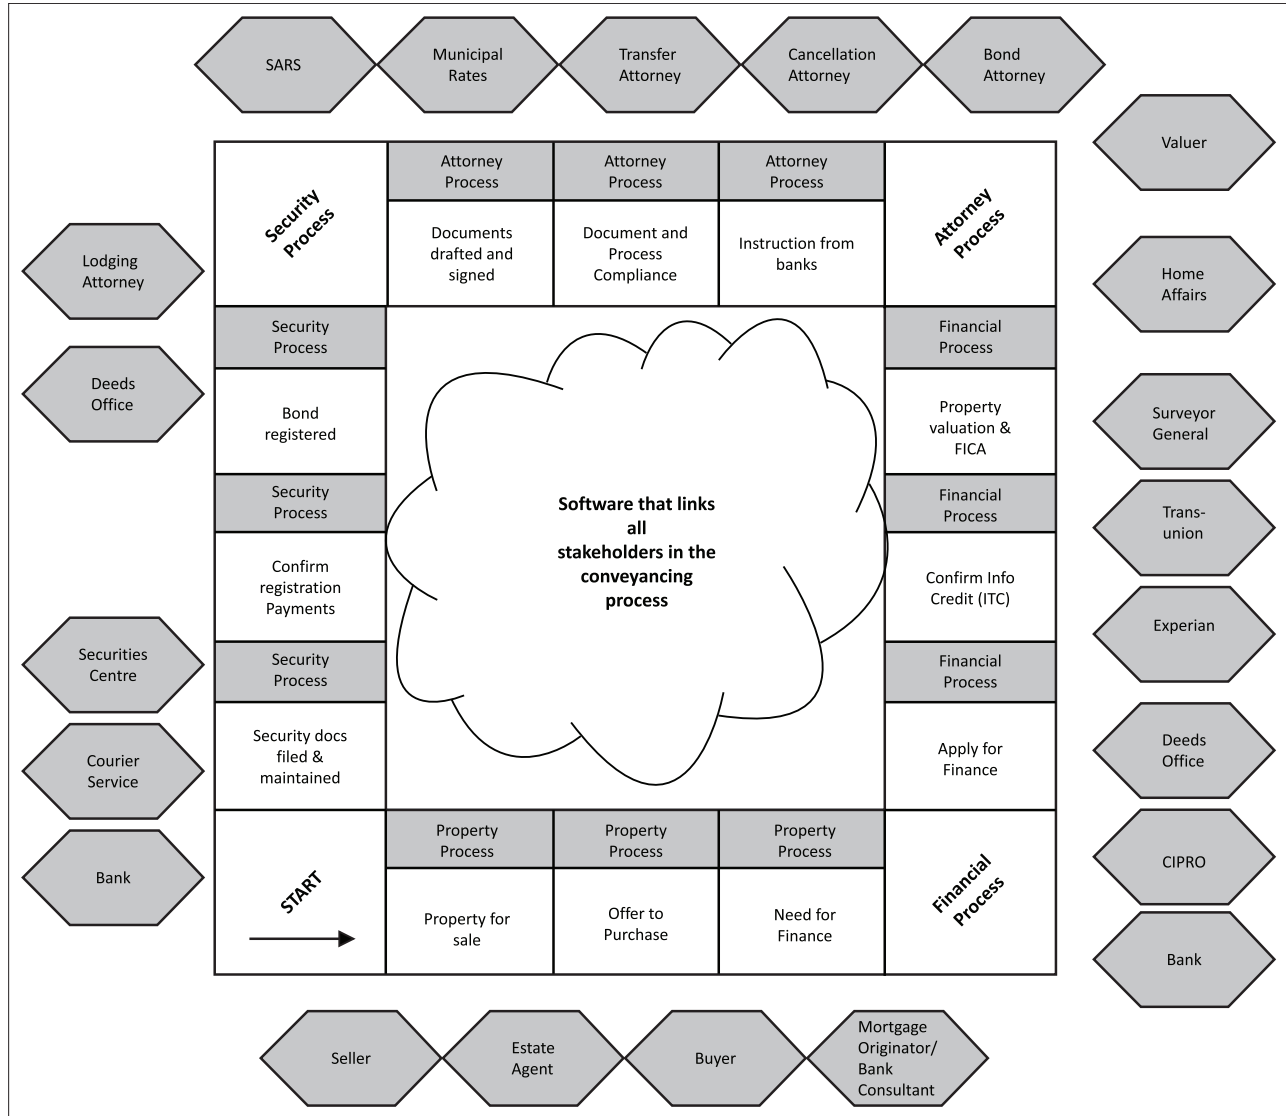 SARS
Municipal
Rates
Transfer
Attorney
Cancellation
Attorney
Bond
Attorney
Valuer
Home
Affairs
Surveyor
General
Trans-
union
Experian
Deeds
Office
CIPRO
Bank
Lodging
Attorney
Deeds
Office
Securities
Centre
Courier
Service
Bank
Security
Process
Attorney
Process
Documents
drafted and
signed
Attorney
Process
Document and
Process
Compliance
Attorney
Process
Instruction from
banks
Attorney
Process
Security
Process
Bond
registered
Security
Process
Confirm
registration
Payments
Security
Process
Security docs
filed &
maintained
Software that links
all
stakeholders in the
conveyancing
process
Financial
Process
Property
valuation &
FICA
Financial
Process
Confirm Info
Credit (ITC)
Financial
Process
Apply for
Finance
START
Property
Process
Property for
sale
Property
Process
Offer to
Purchase
Property
Process
Need for
Finance
Financial
Process
Seller
Estate
Agent
Buyer
Mortgage
Originator/
Bank
Consultant